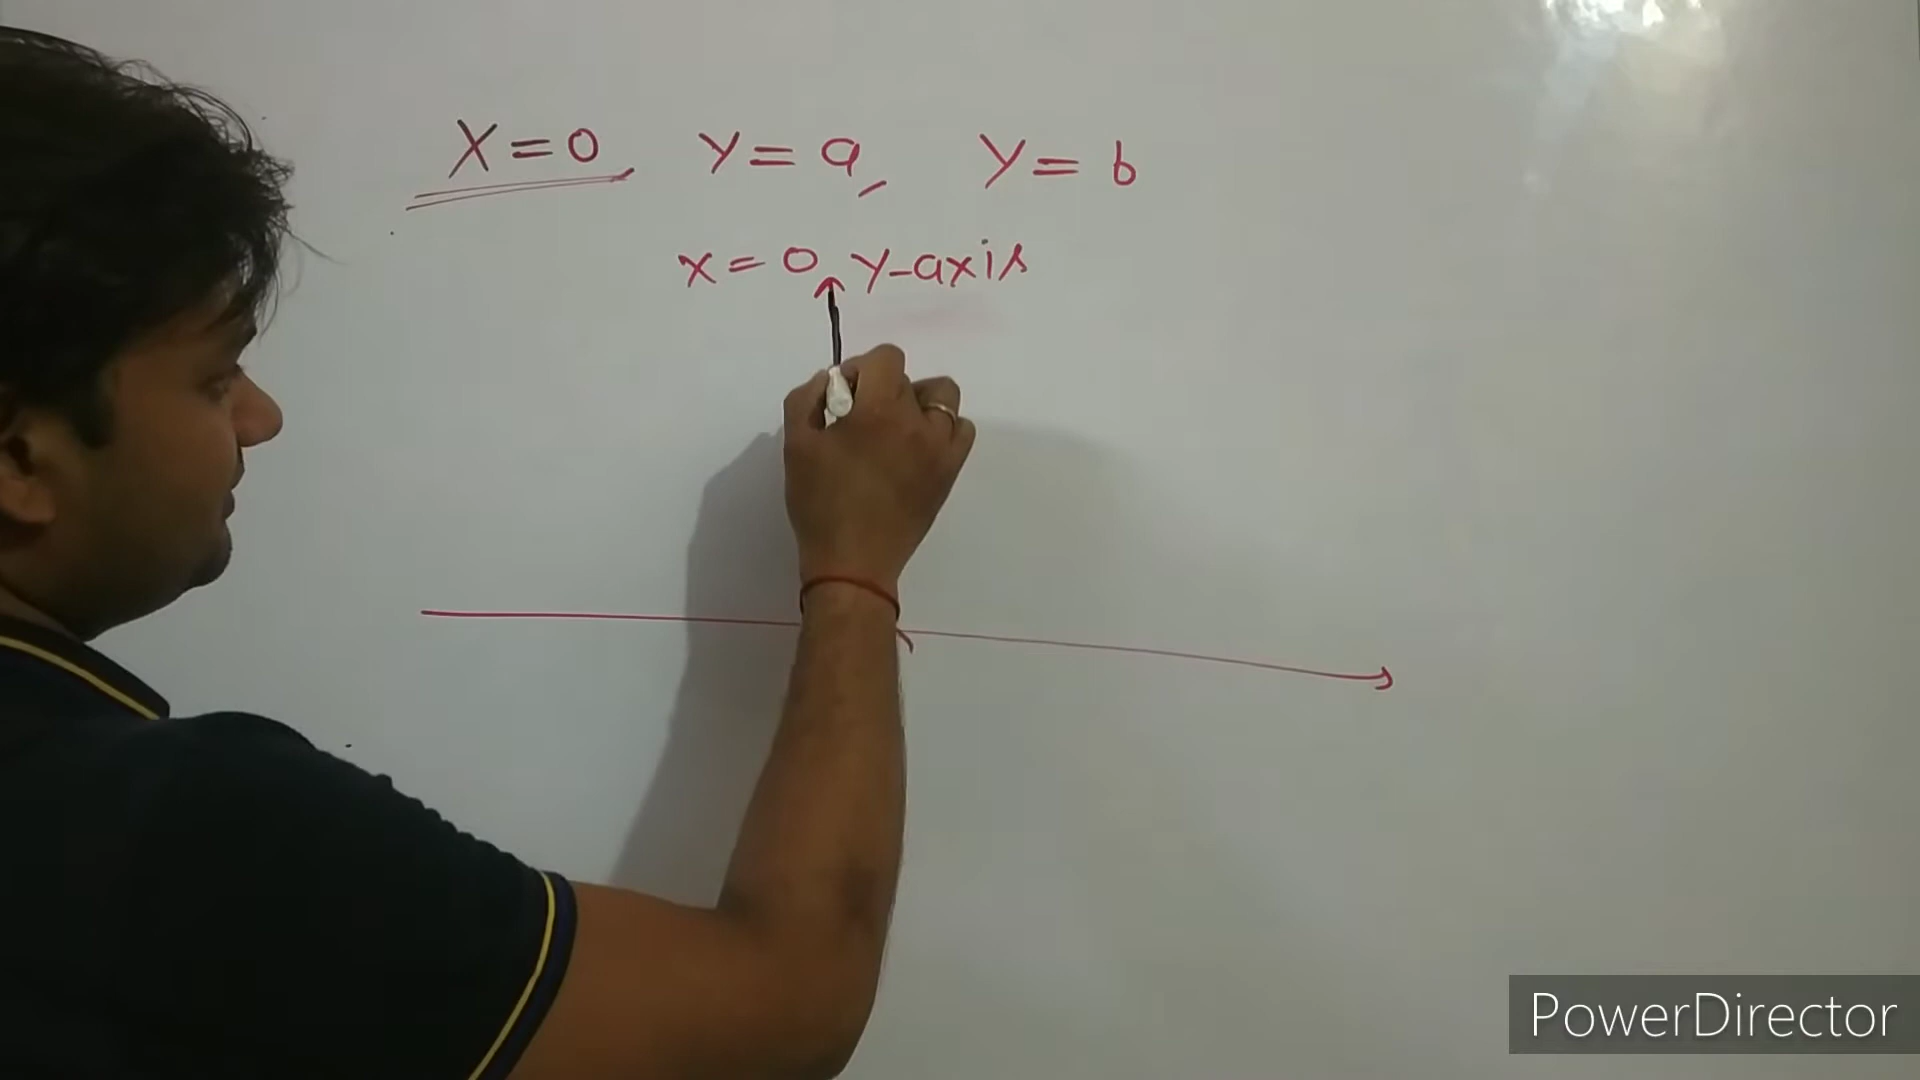 X=0, Y=a, Y=b
x=0, y-axis
PowerDirector